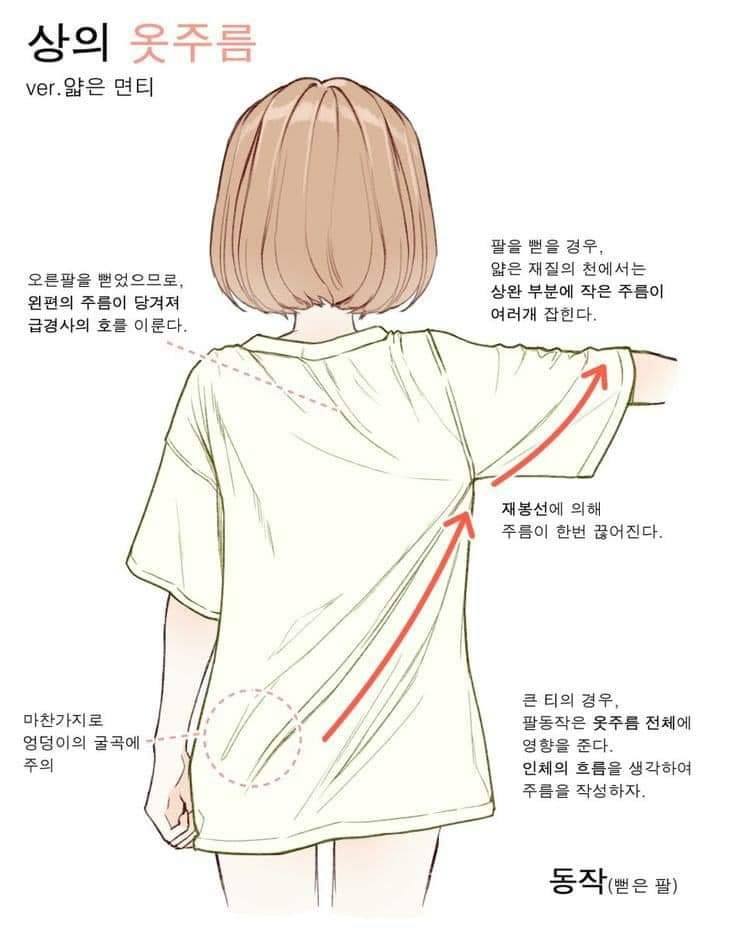 상의 옷주름
ver.얇은 면티
팔을 뻗을 경우,
얇은 재질의 천에서는
상완 부분에 작은 주름이
여러개 잡힌다.
오른팔을 뻗었으므로,
왼편의 주름이 당겨져
급경사의 호를 이룬다.
재봉선에 의해
주름이 한번 끊어진다.
마찬가지로
엉덩이의 굴곡에
주의
큰 티의 경우,
팔동작은 옷주름 전체에
영향을 준다.
인체의 흐름을 생각하여
주름을 작성하자.
동작(뻗은 팔)